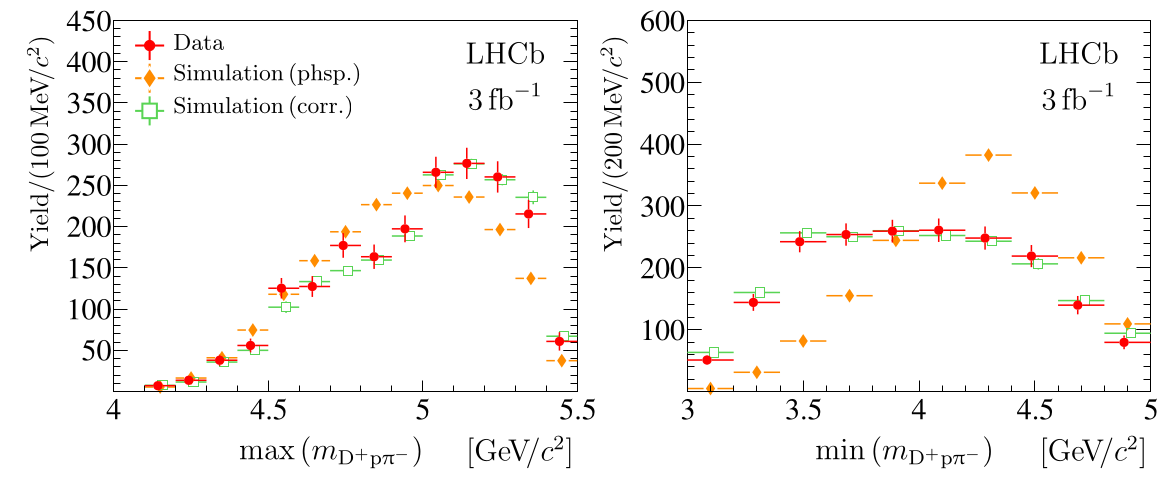 Yield/(100 MeV/c²)
450
400
350
300
250
200
150
100
50
4
4.5
5
5.5
max (m_{D⁺pπ⁻}) [GeV/c²]
Data
Simulation (phsp.)
Simulation (corr.)
LHCb
3 fb⁻¹
Yield/(200 MeV/c²)
600
500
400
300
200
100
3
3.5
4
4.5
5
min (m_{D⁺pπ⁻}) [GeV/c²]
LHCb
3 fb⁻¹